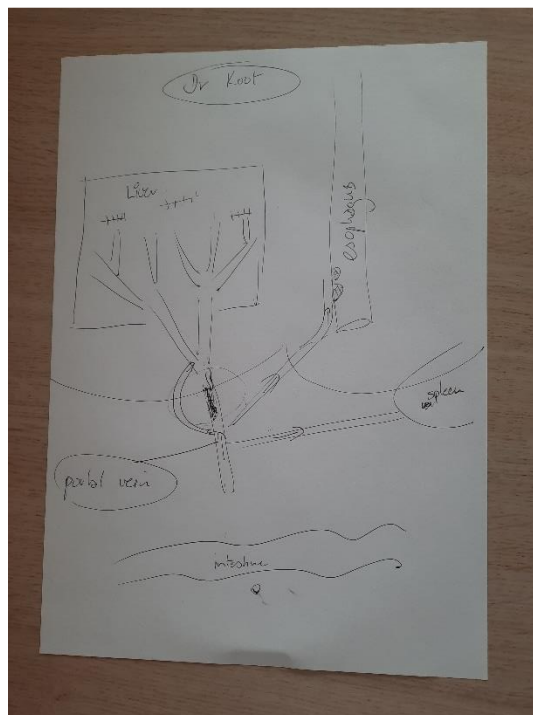 Dr Koot
Liver
esophagus
spleen
portal vein
intestine